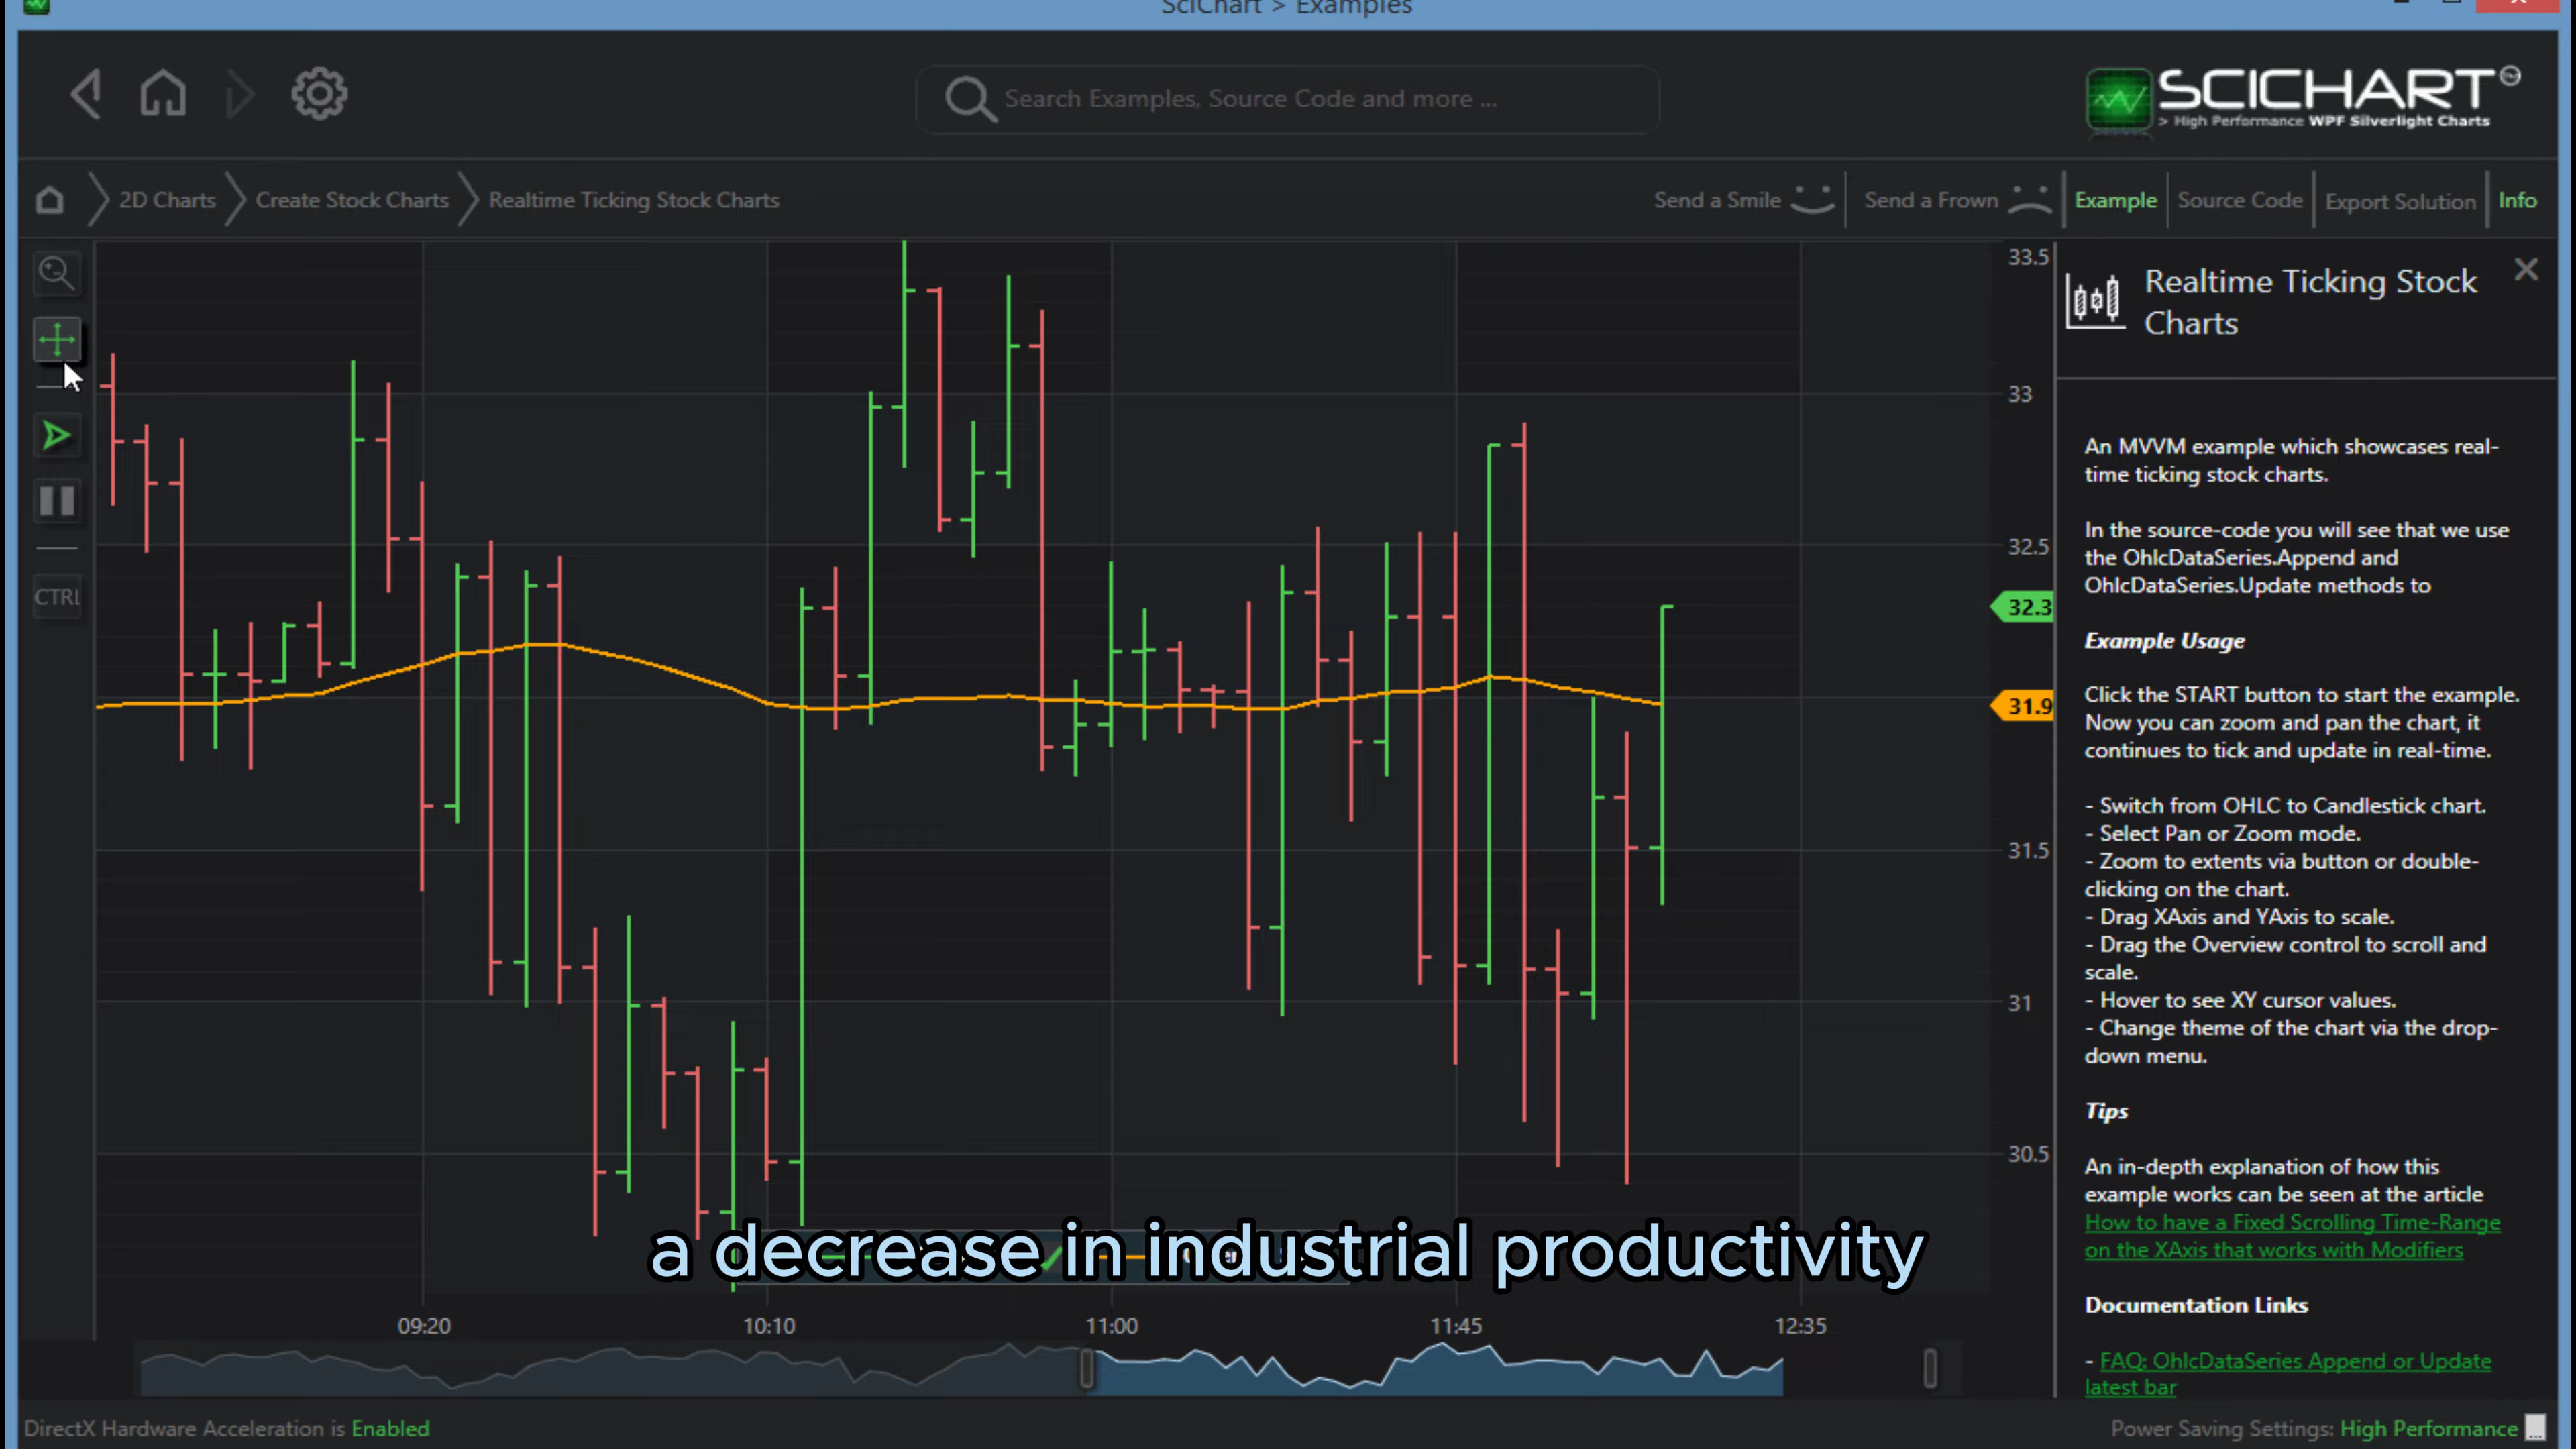 SciChart > Examples
Search Examples, Source Code and more ...
SCICHART
> High Performance WPF Silverlight Charts
2D Charts
Create Stock Charts
Realtime Ticking Stock Charts
Send a Smile
Send a Frown
Example
Source Code
Export Solution
Info
CTRL
33.5
33
32.5
32.3
31.9
31.5
31
30.5
Realtime Ticking Stock
Charts
An MVVM example which showcases real-
time ticking stock charts.
In the source-code you will see that we use
the OhlcDataSeries.Append and
OhlcDataSeries.Update methods to
Example Usage
Click the START button to start the example.
Now you can zoom and pan the chart, it
continues to tick and update in real-time.
- Switch from OHLC to Candlestick chart.
- Select Pan or Zoom mode.
- Zoom to extents via button or double-
clicking on the chart.
- Drag XAxis and YAxis to scale.
- Drag the Overview control to scroll and
scale.
- Hover to see XY cursor values.
- Change theme of the chart via the drop-
down menu.
Tips
An in-depth explanation of how this
example works can be seen at the article
How to have a Fixed Scrolling Time-Range
on the XAxis that works with Modifiers
Documentation Links
- FAQ: OhlcDataSeries Append or Update
latest bar
a decrease in industrial productivity
09:20
10:10
11:00
11:45
12:35
DirectX Hardware Acceleration is Enabled
Power Saving Settings: High Performance